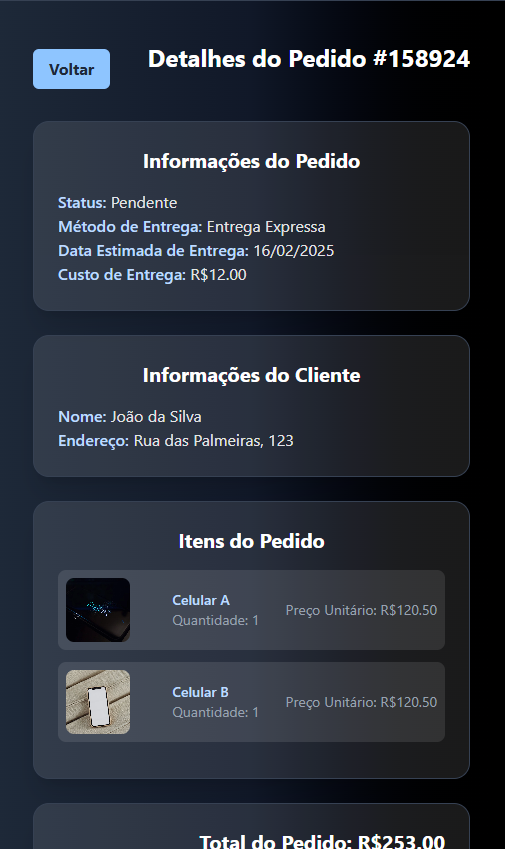 Voltar
Detalhes do Pedido #158924
Informações do Pedido
Status: Pendente
Método de Entrega: Entrega Expressa
Data Estimada de Entrega: 16/02/2025
Custo de Entrega: R$12.00
Informações do Cliente
Nome: João da Silva
Endereço: Rua das Palmeiras, 123
Itens do Pedido
Celular A
Quantidade: 1
Preço Unitário: R$120.50
Celular B
Quantidade: 1
Preço Unitário: R$120.50
Total do Pedido: R$253.00